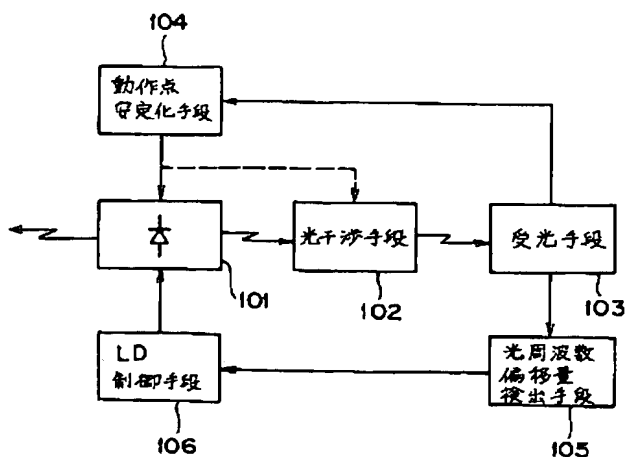 104
動作点
安定化手段
101
光干渉手段
102
受光手段
103
LD
制御手段
106
光周波数
偏移量
検出手段
105